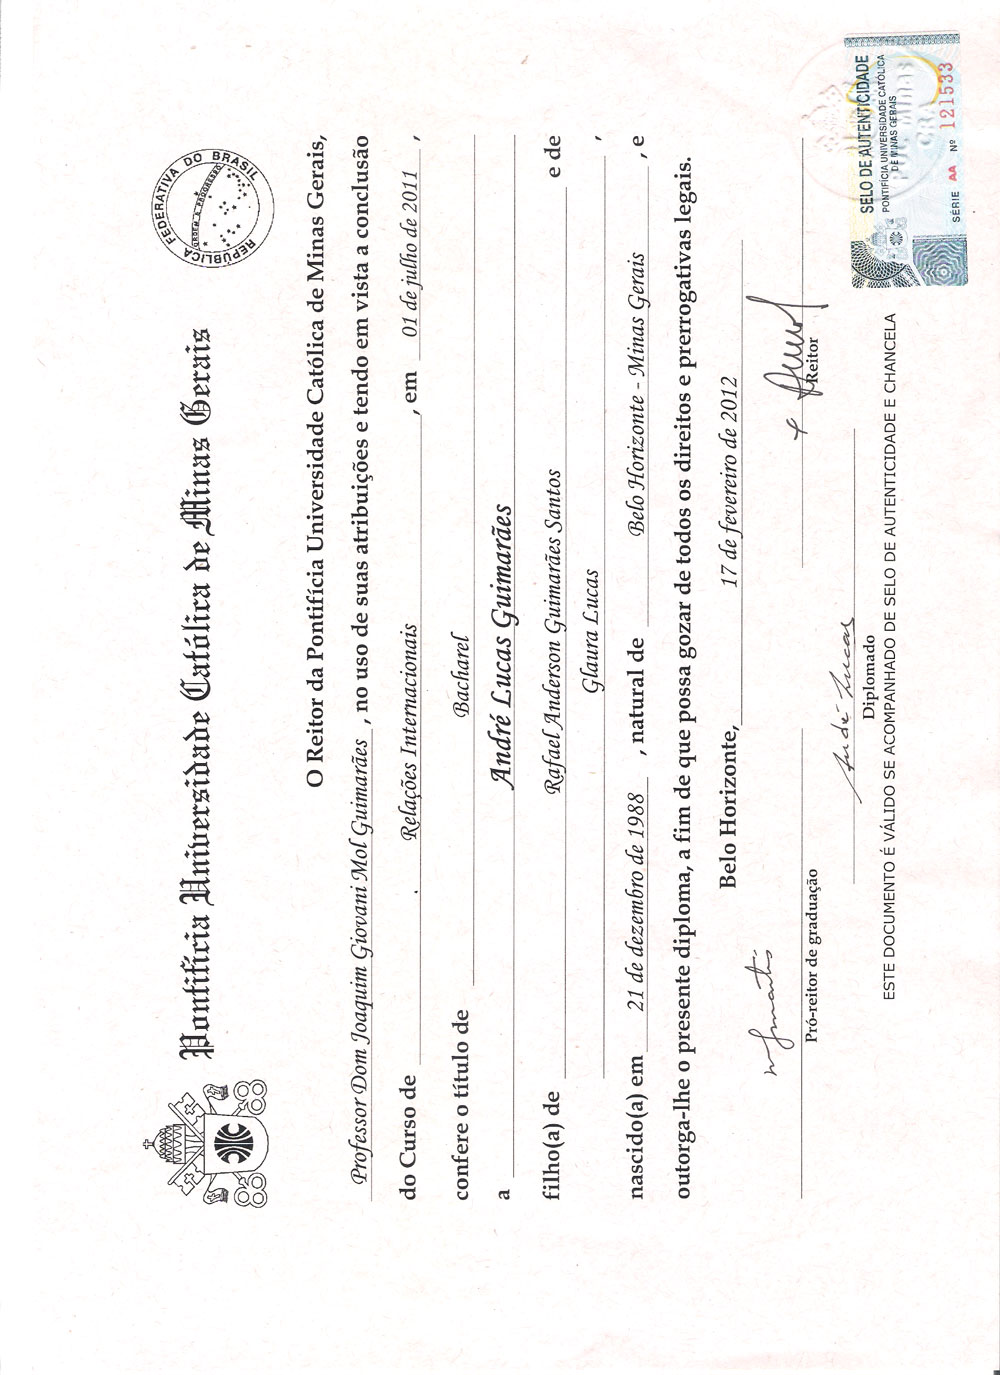 Pontifícia Universidade Católica de Minas Gerais
REPÚBLICA FEDERATIVA DO BRASIL
ORDEM E PROGRESSO
O Reitor da Pontifícia Universidade Católica de Minas Gerais,
Professor Dom Joaquim Giovani Mol Guimarães , no uso de suas atribuições e tendo em vista a conclusão
do Curso de Relações Internacionais , em 01 de julho de 2011 ,
confere o título de Bacharel
a André Lucas Guimarães
filho(a) de Rafael Anderson Guimarães Santos e de
Glaura Lucas ,
nascido(a) em 21 de dezembro de 1988 , natural de Belo Horizonte - Minas Gerais , e
outorga-lhe o presente diploma, a fim de que possa gozar de todos os direitos e prerrogativas legais.
Belo Horizonte, 17 de fevereiro de 2012
Pró-reitor de graduação
Reitor
André Lucas
Diplomado
ESTE DOCUMENTO É VÁLIDO SE ACOMPANHADO DE SELO DE AUTENTICIDADE E CHANCELA
SELO DE AUTENTICIDADE
PONTIFÍCIA UNIVERSIDADE CATÓLICA
DE MINAS GERAIS
SÉRIE AA Nº 121533
PUC Minas
CRA